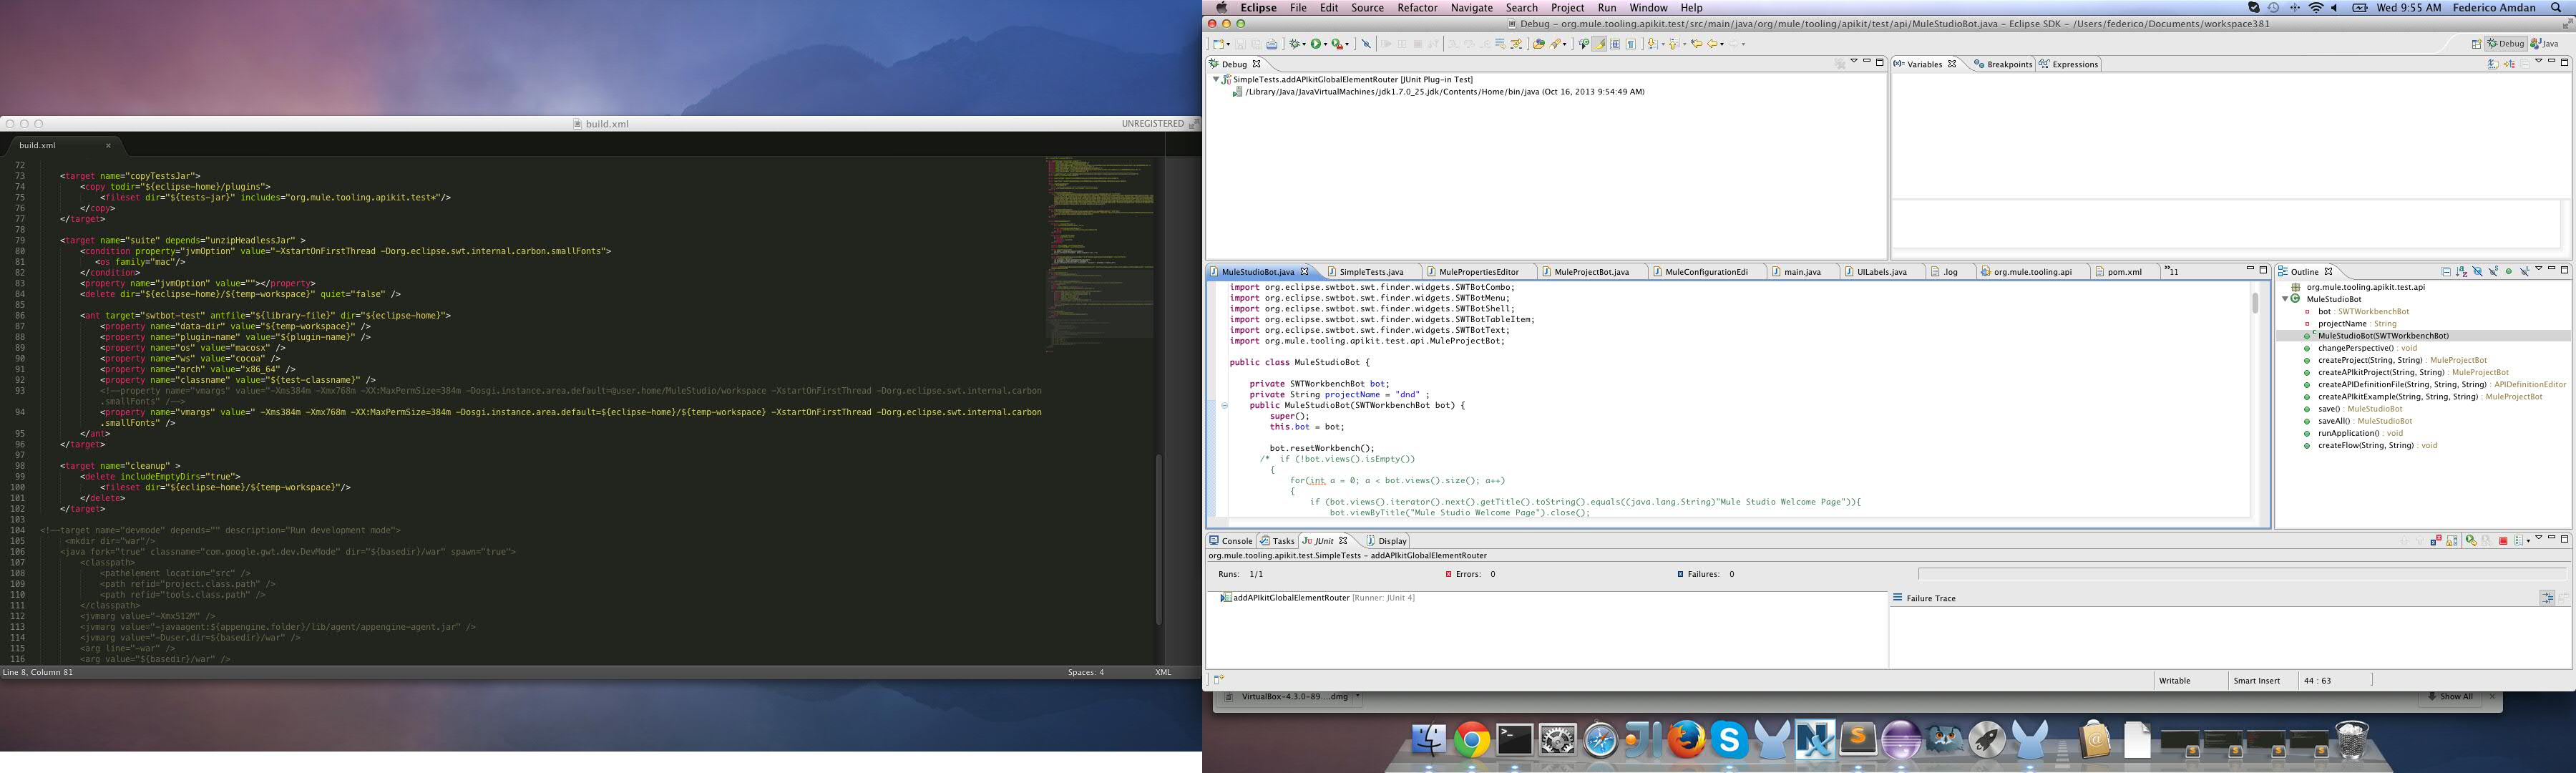 build.xml
UNREGISTERED
build.xml ×
72
73 <target name="copyTestsJar">
74 <copy todir="${eclipse-home}/plugins">
75 <fileset dir="${tests-jar}" includes="org.mule.tooling.apikit.test*"/>
76 </copy>
77 </target>
78
79 <target name="suite" depends="unzipHeadlessJar" >
80 <condition property="jvmOption" value="-XstartOnFirstThread -Dorg.eclipse.swt.internal.carbon.smallFonts">
81 <os family="mac"/>
82 </condition>
83 <property name="jvmOption" value=""></property>
84 <delete dir="${eclipse-home}/${temp-workspace}" quiet="false" />
85
86 <ant target="swtbot-test" antfile="${library-file}" dir="${eclipse-home}">
87 <property name="data-dir" value="${temp-workspace}" />
88 <property name="plugin-name" value="${plugin-name}" />
89 <property name="os" value="macosx" />
90 <property name="ws" value="cocoa" />
91 <property name="arch" value="x86_64" />
92 <property name="classname" value="${test-classname}" />
93 <!--property name="vmargs" value="-Xms384m -Xmx768m -XX:MaxPermSize=384m -Dosgi.instance.area.default=@user.home/MuleStudio/workspace -XstartOnFirstThread -Dorg.eclipse.swt.internal.carbon
.smallFonts" /-->
94 <property name="vmargs" value=" -Xms384m -Xmx768m -XX:MaxPermSize=384m -Dosgi.instance.area.default=${eclipse-home}/${temp-workspace} -XstartOnFirstThread -Dorg.eclipse.swt.internal.carbon
.smallFonts" />
95 </ant>
96 </target>
97
98 <target name="cleanup" >
99 <delete includeEmptyDirs="true">
100 <fileset dir="${eclipse-home}/${temp-workspace}"/>
101 </delete>
102 </target>
103
104 <!--target name="devmode" depends="" description="Run development mode">
105 <mkdir dir="war"/>
106 <java fork="true" classname="com.google.gwt.dev.DevMode" dir="${basedir}/war" spawn="true">
107 <classpath>
108 <pathelement location="src" />
109 <path refid="project.class.path" />
110 <path refid="tools.class.path" />
111 </classpath>
112 <jvmarg value="-Xmx512M" />
113 <jvmarg value="-javaagent:${appengine.folder}/lib/agent/appengine-agent.jar" />
114 <jvmarg value="-Duser.dir=${basedir}/war" />
115 <arg line="-war" />
116 <arg value="${basedir}/war" />
Line 8, Column 81
Spaces: 4
XML
Eclipse File Edit Source Refactor Navigate Search Project Run Window Help
Wed 9:55 AM Federico Amdan
Debug - org.mule.tooling.apikit.test/src/main/java/org/mule/tooling/apikit/test/api/MuleStudioBot.java - Eclipse SDK - /Users/federico/Documents/workspace381
Debug Java
Debug
SimpleTests.addAPIkitGlobalElementRouter [JUnit Plug-in Test]
/Library/Java/JavaVirtualMachines/jdk1.7.0_25.jdk/Contents/Home/bin/java (Oct 16, 2013 9:54:49 AM)
(x)= Variables Breakpoints Expressions
MuleStudioBot.java SimpleTests.java MulePropertiesEditor MuleProjectBot.java MuleConfigurationEdi main.java UILabels.java .log org.mule.tooling.api pom.xml »11
import org.eclipse.swtbot.swt.finder.widgets.SWTBotCombo;
import org.eclipse.swtbot.swt.finder.widgets.SWTBotMenu;
import org.eclipse.swtbot.swt.finder.widgets.SWTBotShell;
import org.eclipse.swtbot.swt.finder.widgets.SWTBotTableItem;
import org.eclipse.swtbot.swt.finder.widgets.SWTBotText;
import org.mule.tooling.apikit.test.api.MuleProjectBot;
public class MuleStudioBot {
private SWTWorkbenchBot bot;
private String projectName = "dnd" ;
public MuleStudioBot(SWTWorkbenchBot bot) {
super();
this.bot = bot;
bot.resetWorkbench();
/* if (!bot.views().isEmpty())
{
for(int a = 0; a < bot.views().size(); a++)
{
if (bot.views().iterator().next().getTitle().toString().equals((java.lang.String)"Mule Studio Welcome Page")){
bot.viewByTitle("Mule Studio Welcome Page").close();
Outline
org.mule.tooling.apikit.test.api
MuleStudioBot
bot : SWTWorkbenchBot
projectName : String
MuleStudioBot(SWTWorkbenchBot)
changePerspective() : void
createProject(String, String) : MuleProjectBot
createAPIkitProject(String, String) : MuleProjectBot
createAPIDefinitionFile(String, String, String) : APIDefinitionEditor
createAPIkitExample(String, String, String) : MuleProjectBot
save() : MuleStudioBot
saveAll() : MuleStudioBot
runApplication() : void
createFlow(String, String) : void
Console Tasks JUnit Display
org.mule.tooling.apikit.test.SimpleTests - addAPIkitGlobalElementRouter
Runs: 1/1 Errors: 0 Failures: 0
addAPIkitGlobalElementRouter [Runner: JUnit 4]
Failure Trace
Writable Smart Insert 44 : 63
VirtualBox-4.3.0-89....dmg
Show All